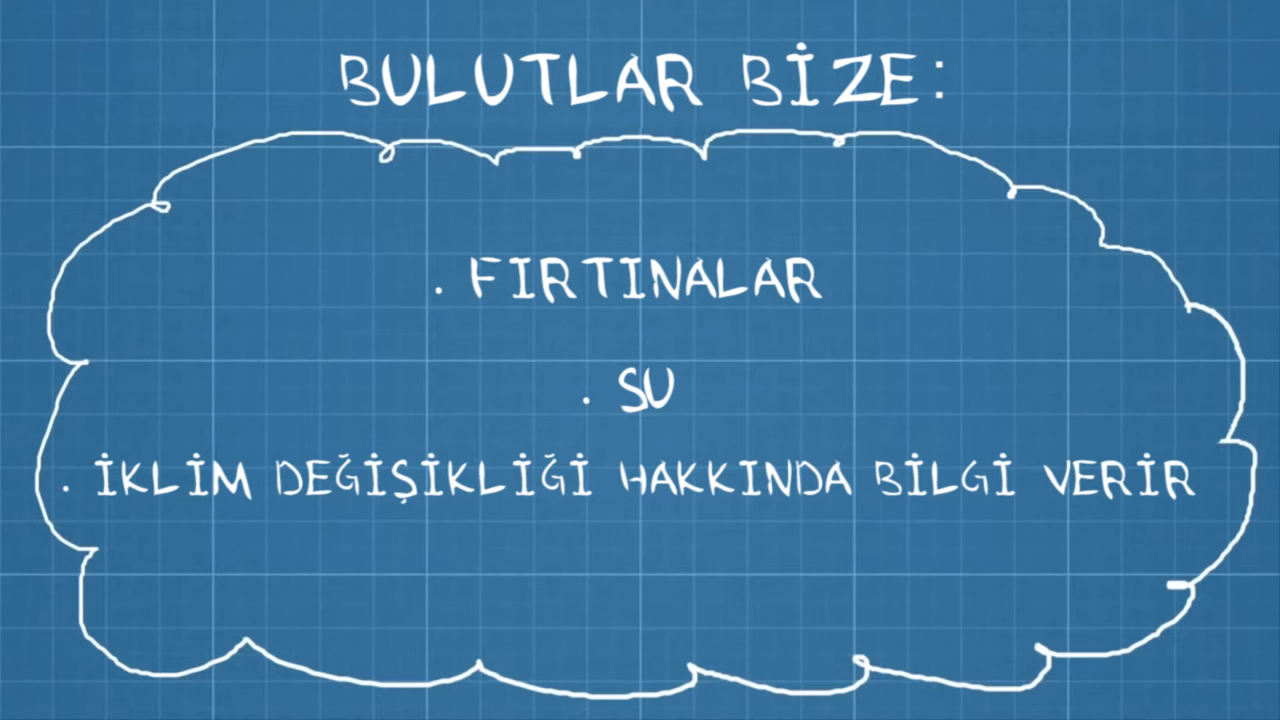 BULUTLAR BİZE:
. FIRTINALAR
. SU
. İKLİM DEĞİŞİKLİĞİ HAKKINDA BİLGİ VERİR